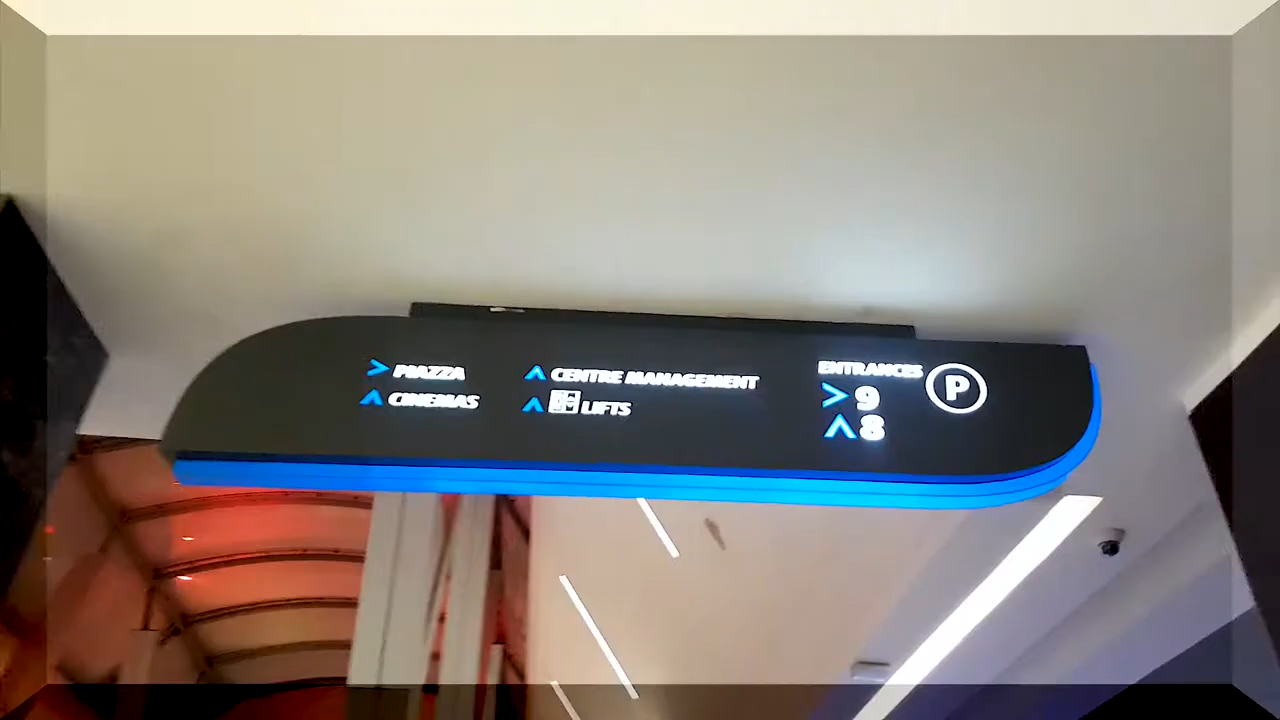 > PIAZZA
^ CINEMAS
^ CENTRE MANAGEMENT
^ LIFTS
ENTRANCES
> 9
^ 8
P